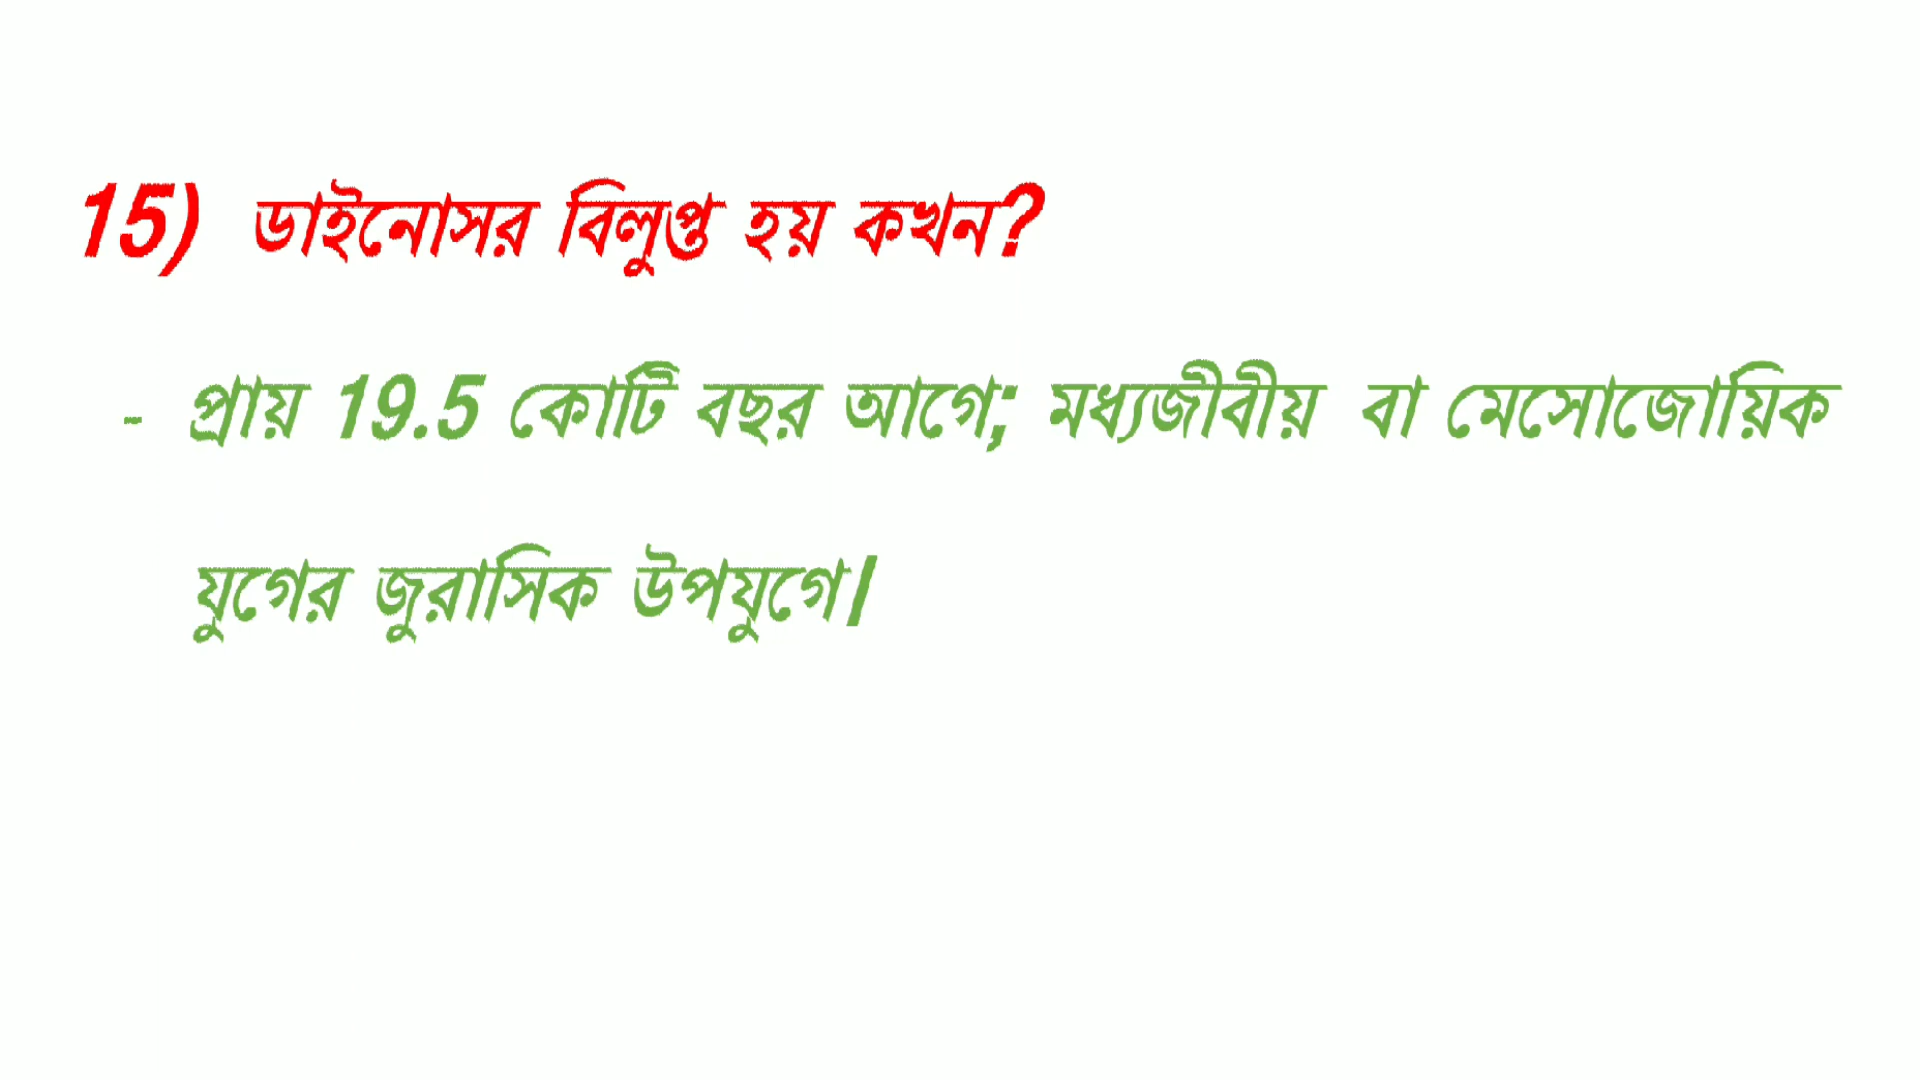 15) ডাইনোসর বিলুপ্ত হয় কখন?
- প্রায় 19.5 কোটি বছর আগে; মধ্যজীবীয় বা মেসোজোয়িক
যুগের জুরাসিক উপযুগে।